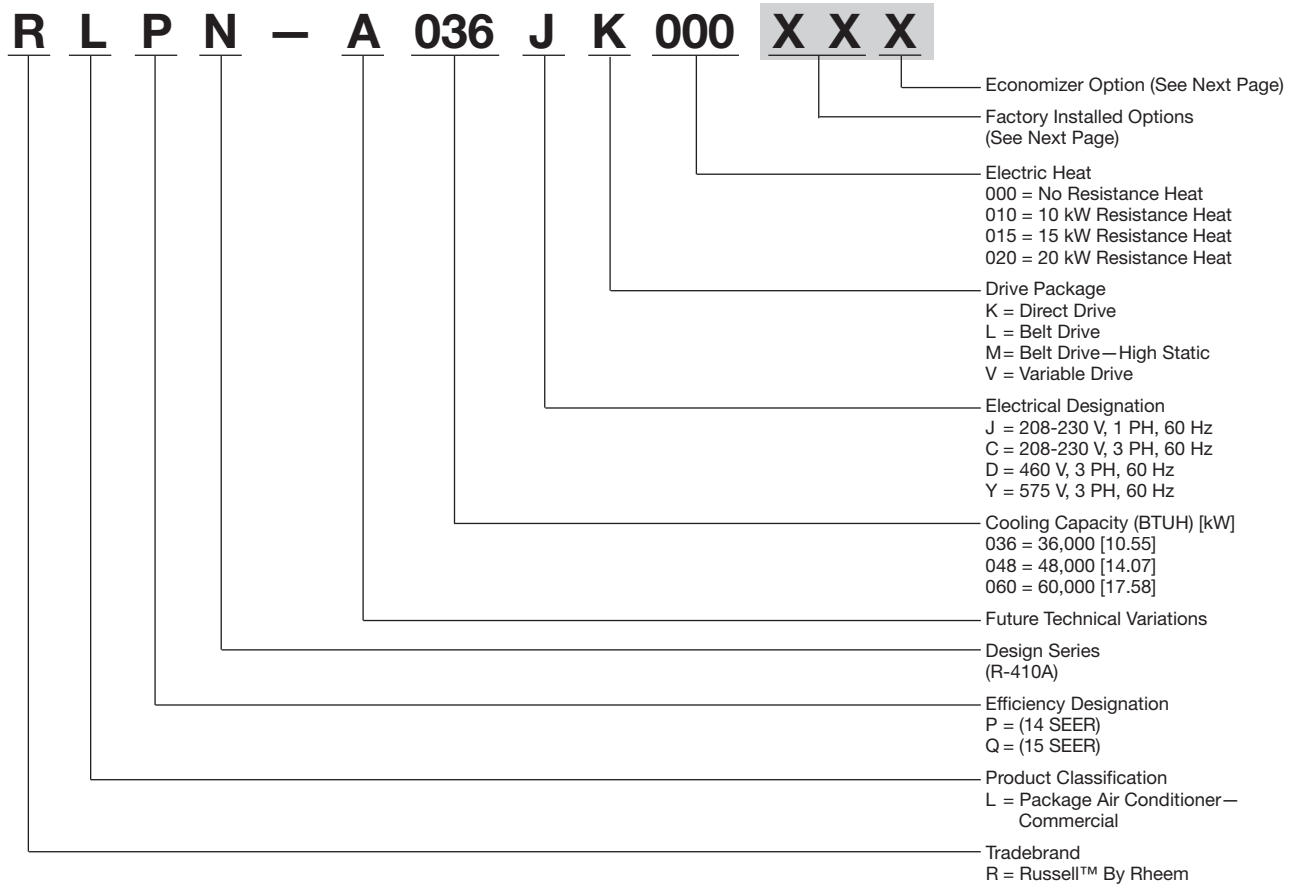 R L P N — A 036 J K 000 X X X
Economizer Option (See Next Page)
Factory Installed Options
(See Next Page)
Electric Heat
000 = No Resistance Heat
010 = 10 kW Resistance Heat
015 = 15 kW Resistance Heat
020 = 20 kW Resistance Heat
Drive Package
K = Direct Drive
L = Belt Drive
M= Belt Drive—High Static
V = Variable Drive
Electrical Designation
J = 208-230 V, 1 PH, 60 Hz
C = 208-230 V, 3 PH, 60 Hz
D = 460 V, 3 PH, 60 Hz
Y = 575 V, 3 PH, 60 Hz
Cooling Capacity (BTUH) [kW]
036 = 36,000 [10.55]
048 = 48,000 [14.07]
060 = 60,000 [17.58]
Future Technical Variations
Design Series
(R-410A)
Efficiency Designation
P = (14 SEER)
Q = (15 SEER)
Product Classification
L = Package Air Conditioner—
Commercial
Tradebrand
R = Russell™ By Rheem